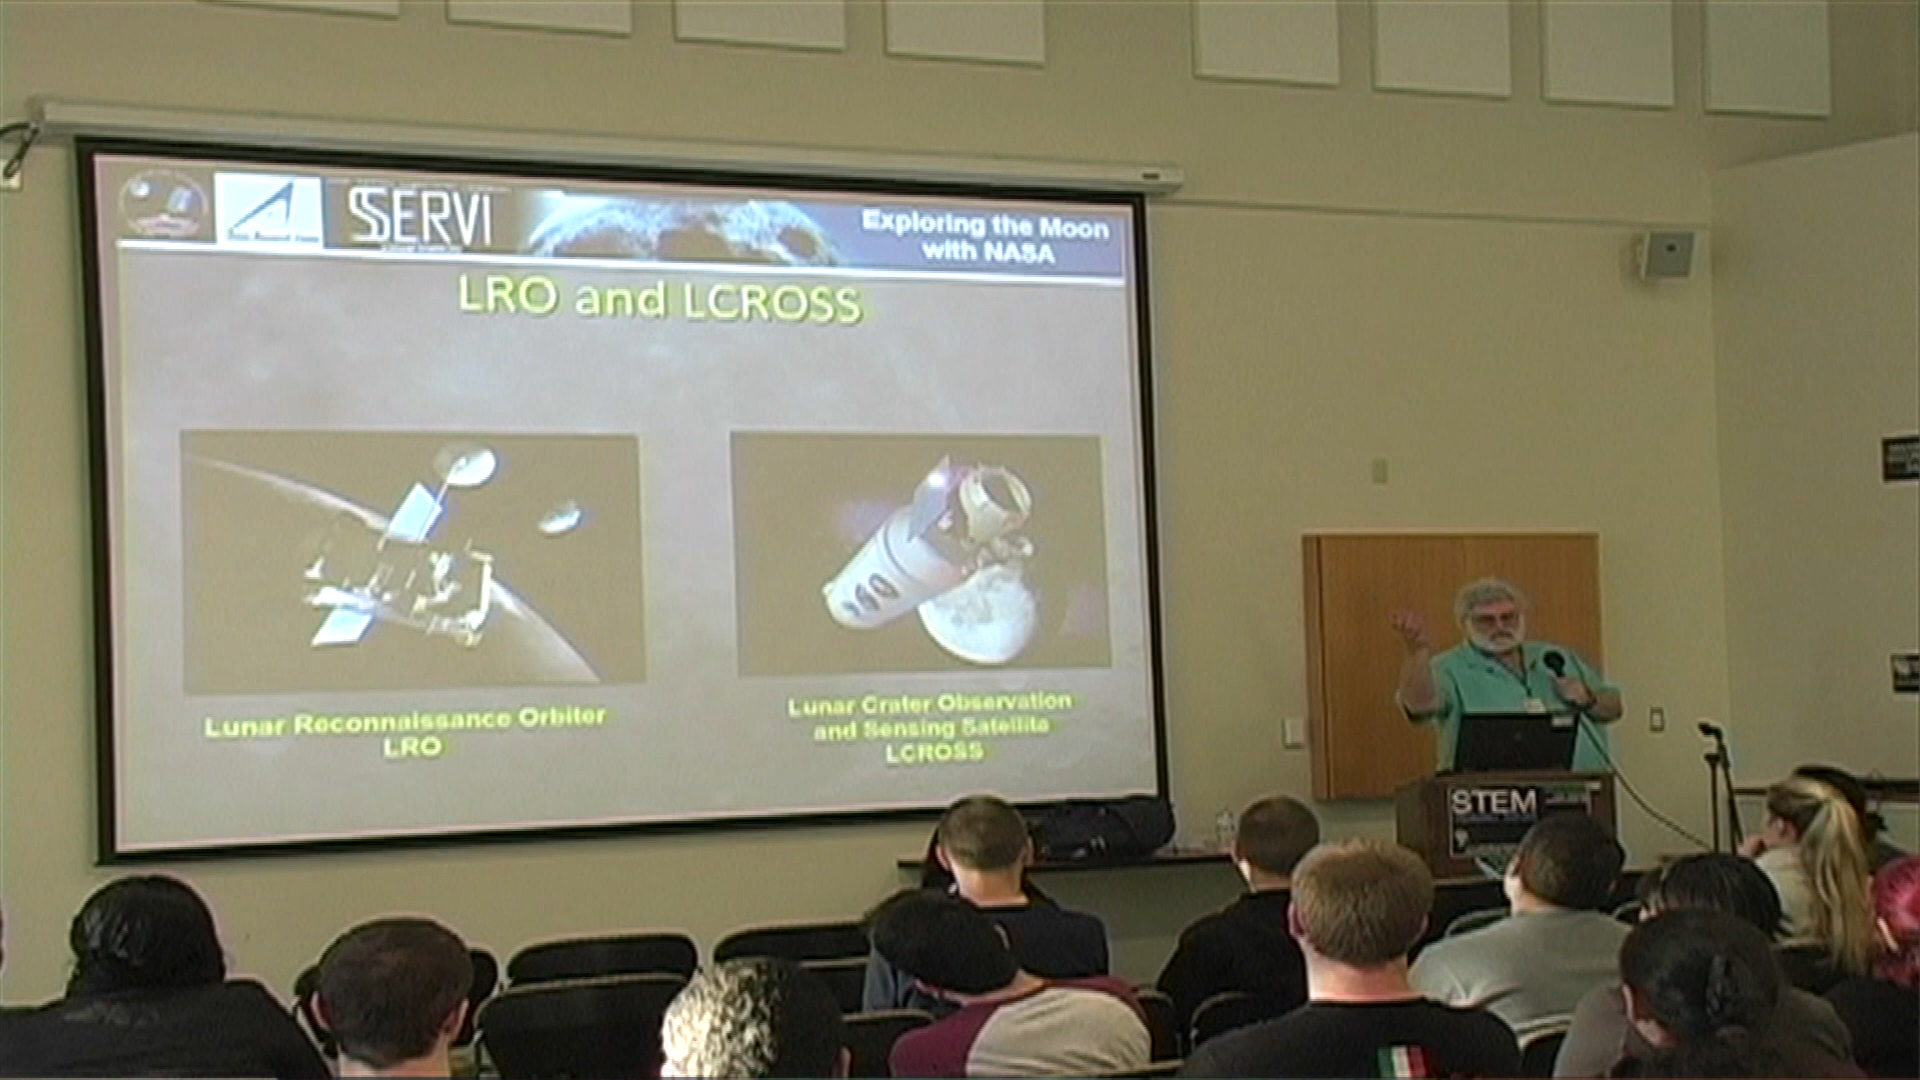 SSERVI
Exploring the Moon
with NASA
LRO and LCROSS
Lunar Reconnaissance Orbiter
LRO
Lunar Crater Observation
and Sensing Satellite
LCROSS
STEM